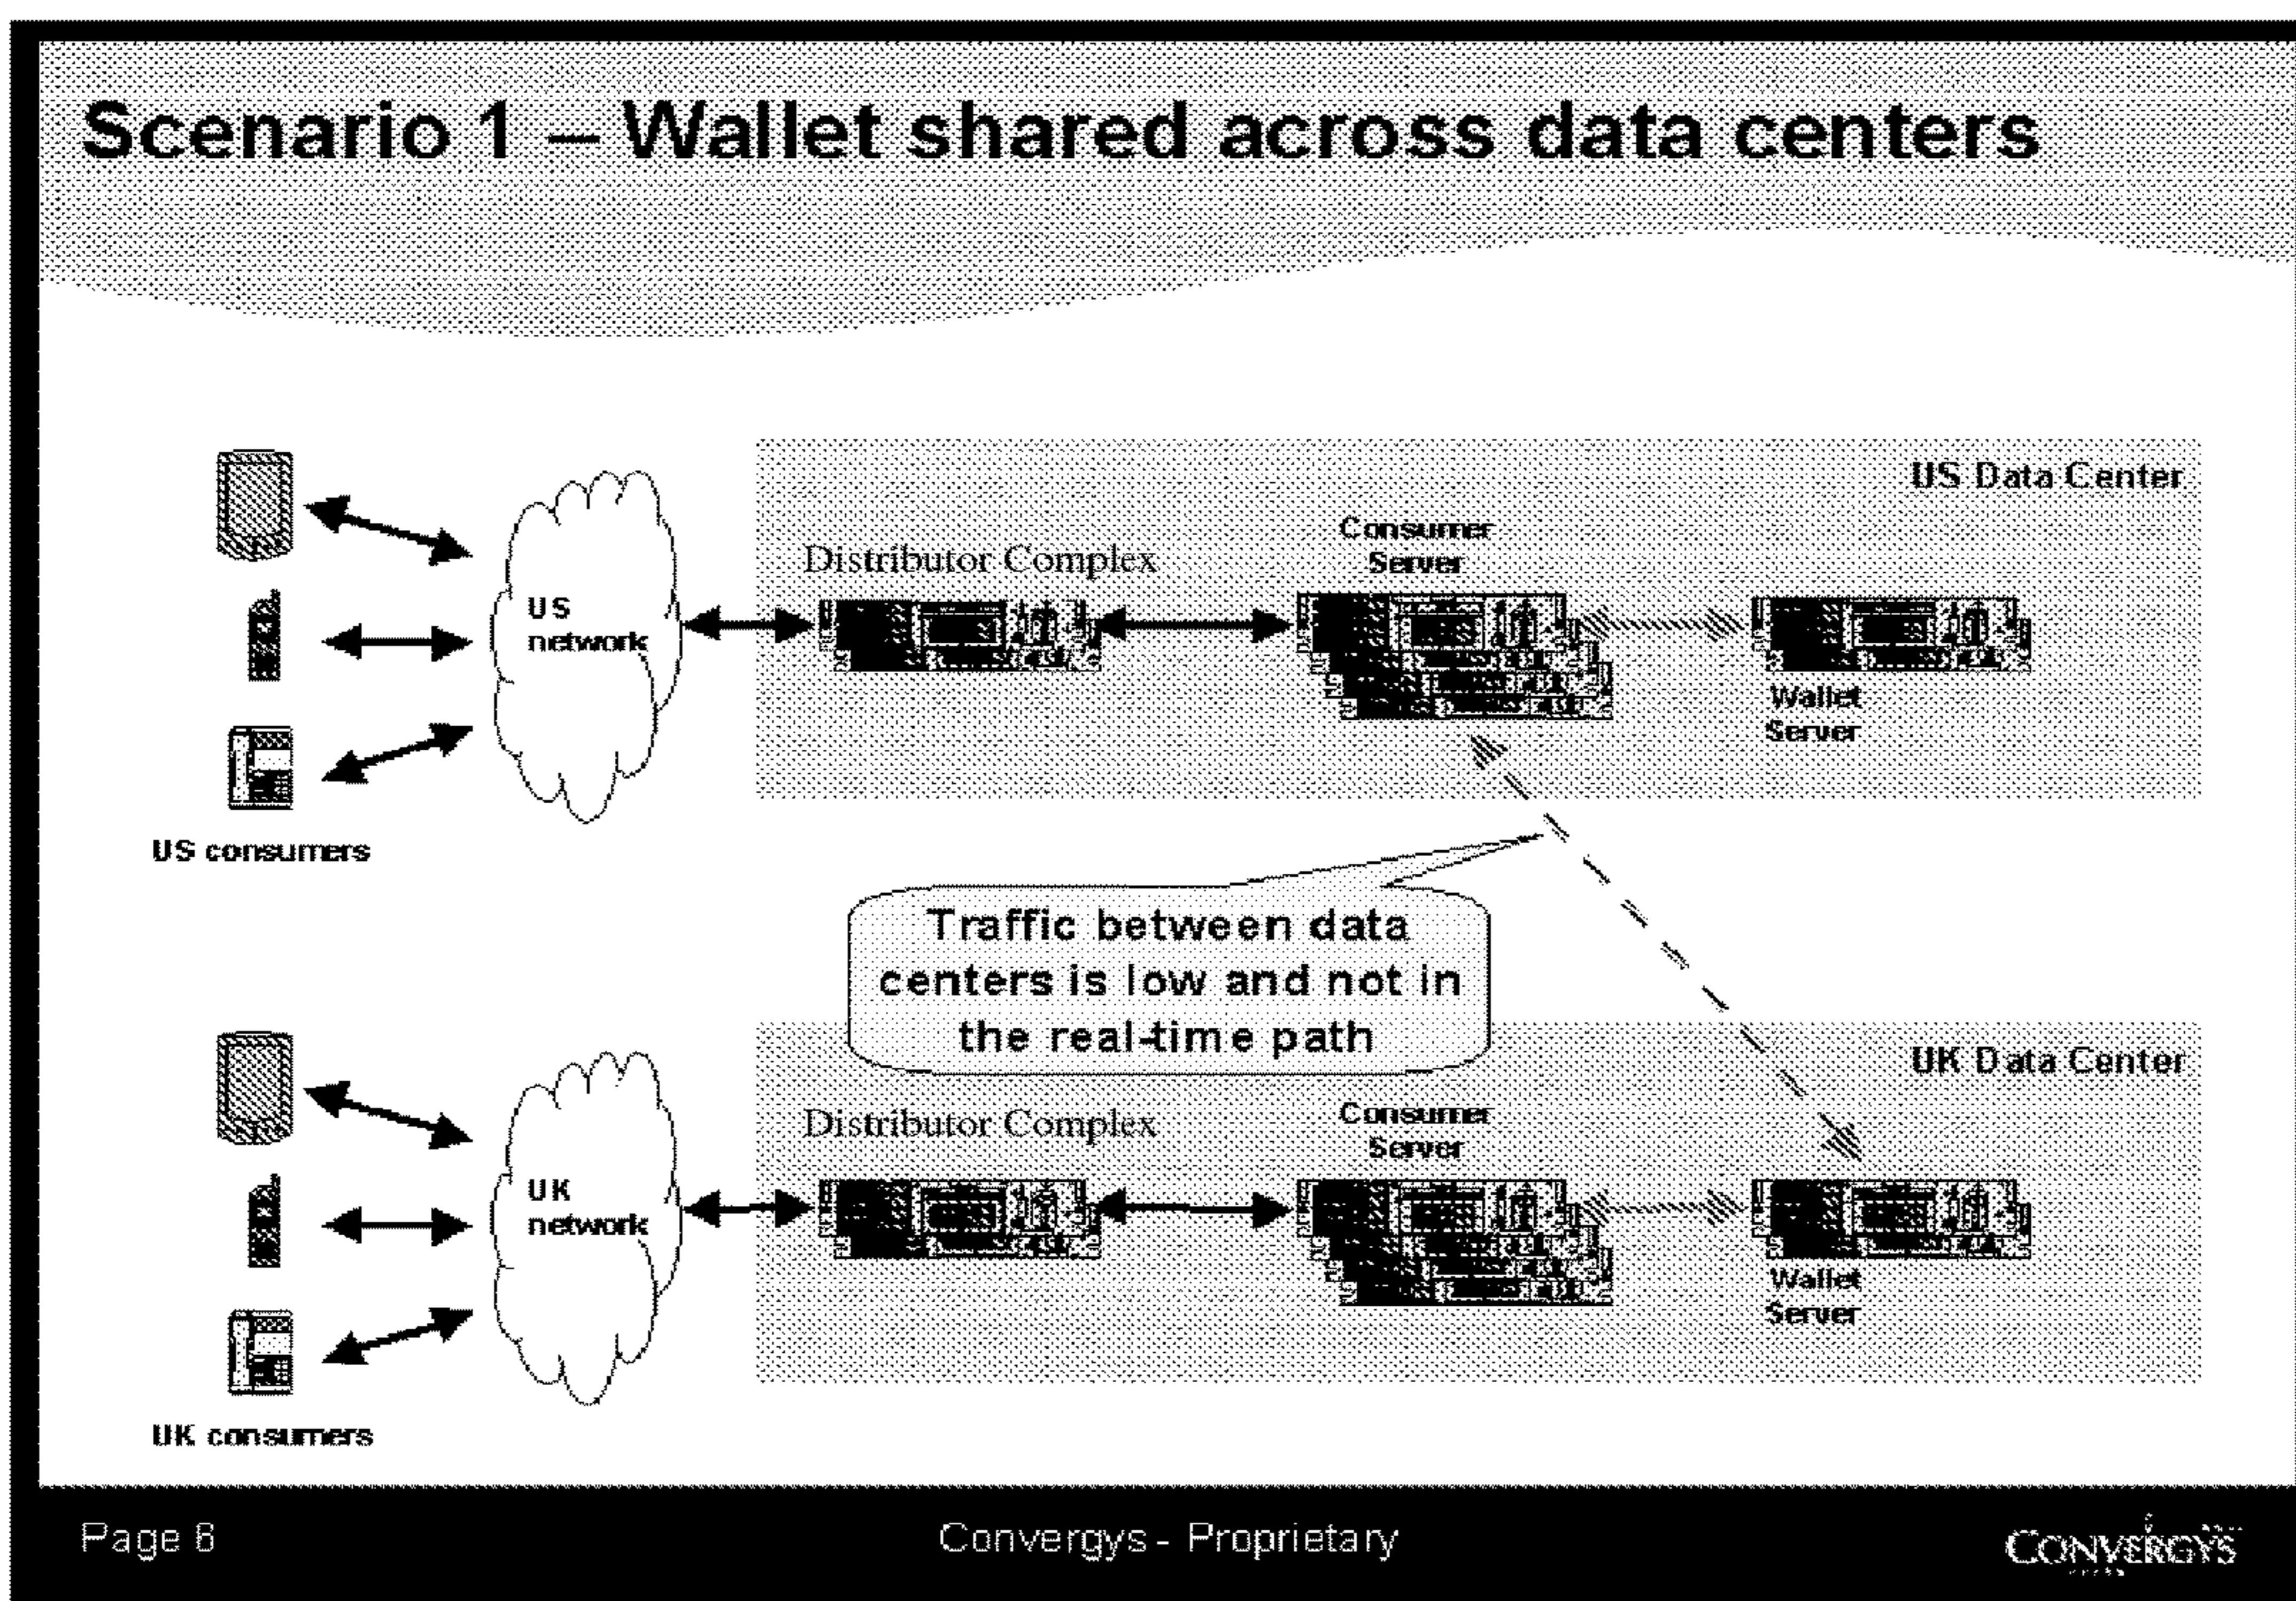 Scenario 1 – Wallet shared across data centers
US Data Center
Consumer
Server
Distributor Complex
US
network
Wallet
Server
US consumers
Traffic between data
centers is low and not in
the real-time path
UK Data Center
Consumer
Server
Distributor Complex
UK
network
Wallet
Server
UK consumers
Page 8
Convergys - Proprietary
CONVERGYS